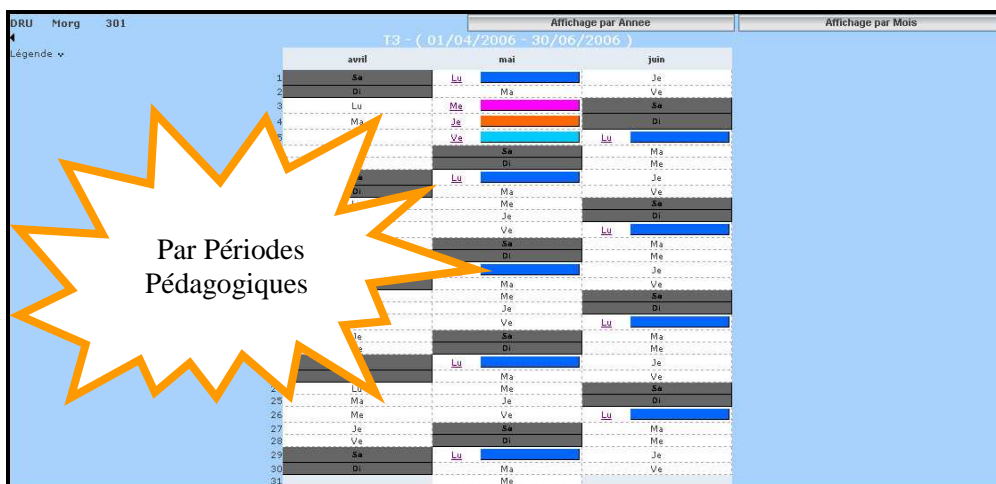 DRU Morg 301
Affichage par Annee
Affichage par Mois
T3 - ( 01/04/2006 - 30/06/2006 )
Légende
avril mai juin
1 Sa Lu Je
2 Di Ma Ve
3 Lu Me Sa
4 Ma Je Di
Ve Lu
Sa Ma
Di Me
Lu Je
Di Ma Ve
Me Sa
Je Di
Ve Lu
Sa Ma
Di Me
Je
Ma Ve
Me Sa
Je Di
Ve Lu
Je Sa Ma
Di Me
Lu Je
Ma Ve
Lu Me Sa
25 Ma Je Di
26 Me Ve Lu
27 Je Sa Ma
28 Ve Di Me
29 Sa Lu Je
30 Di Ma Ve
31 Me
Par Périodes
Pédagogiques